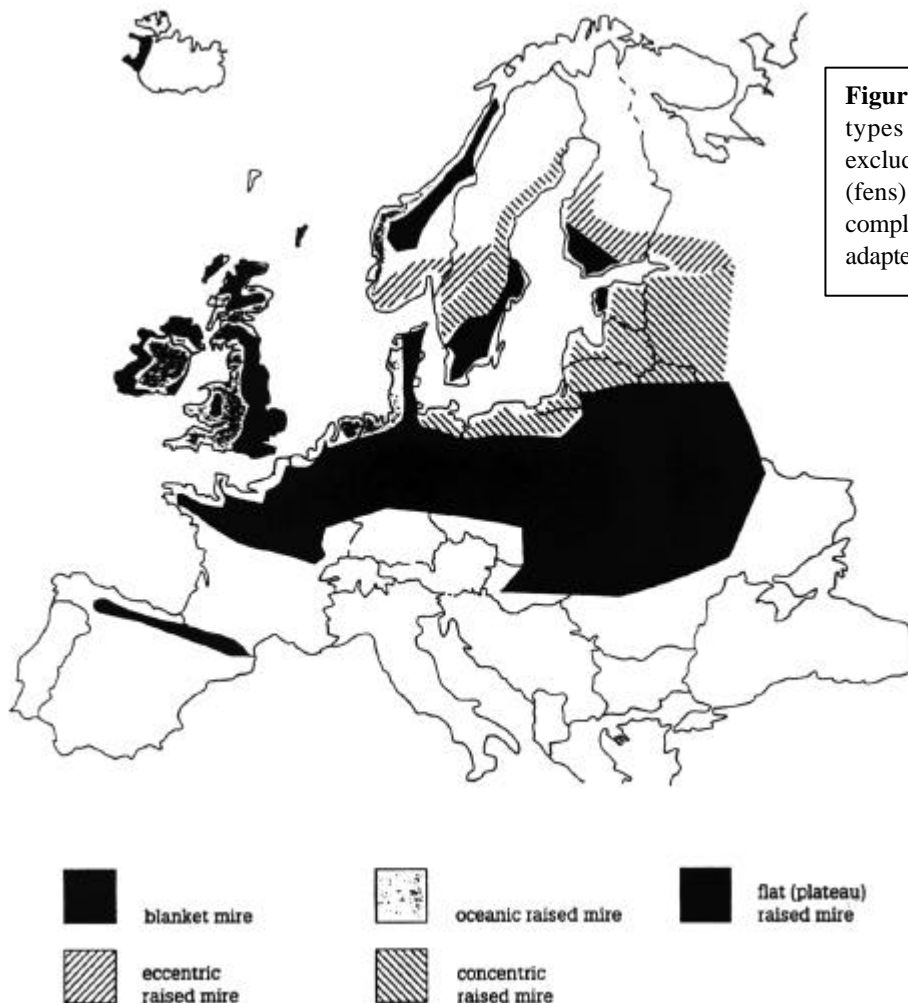 Figur
types
exclud
(fens)
compl
adapte
blanket mire
oceanic raised mire
flat (plateau)
raised mire
eccentric
raised mire
concentric
raised mire